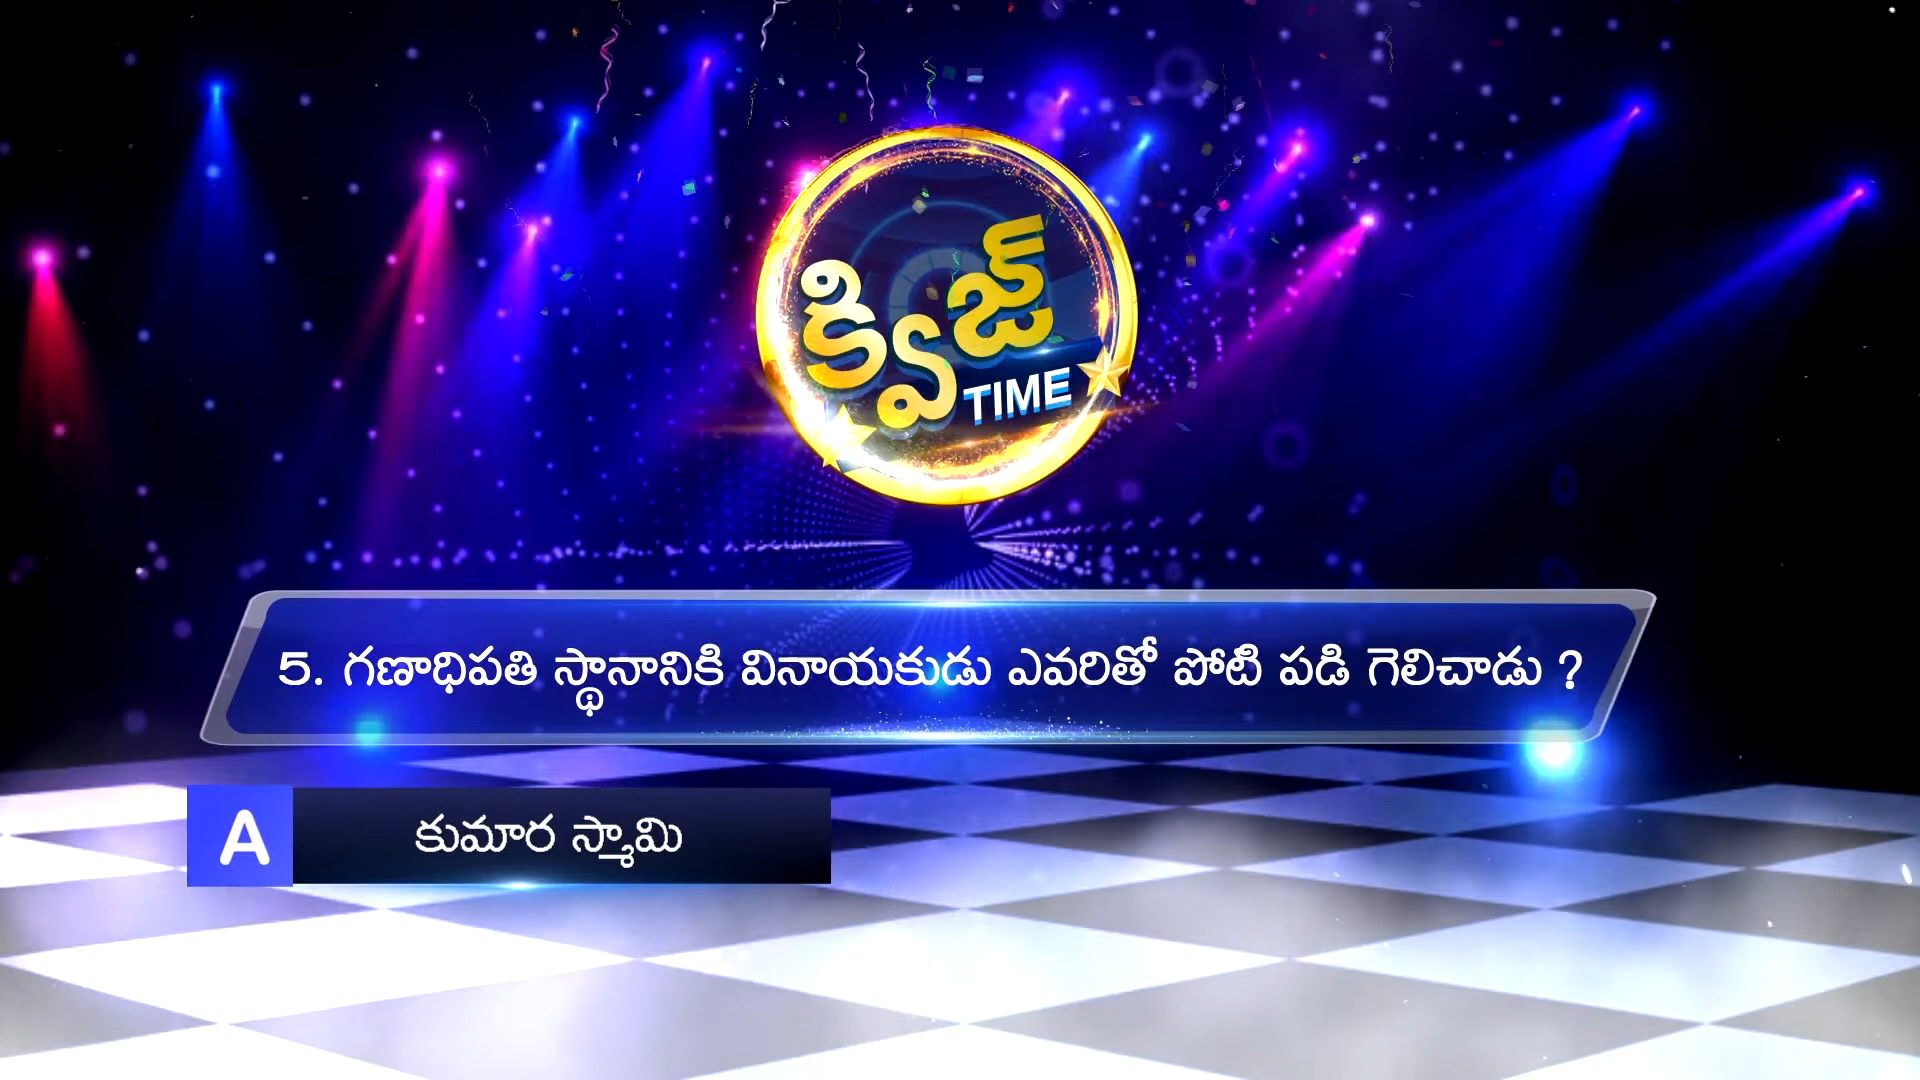 క్విజ్
TIME
5. గణాధిపతి స్థానానికి వినాయకుడు ఎవరితో పోటీ పడి గెలిచాడు ?
A కుమార స్మామి